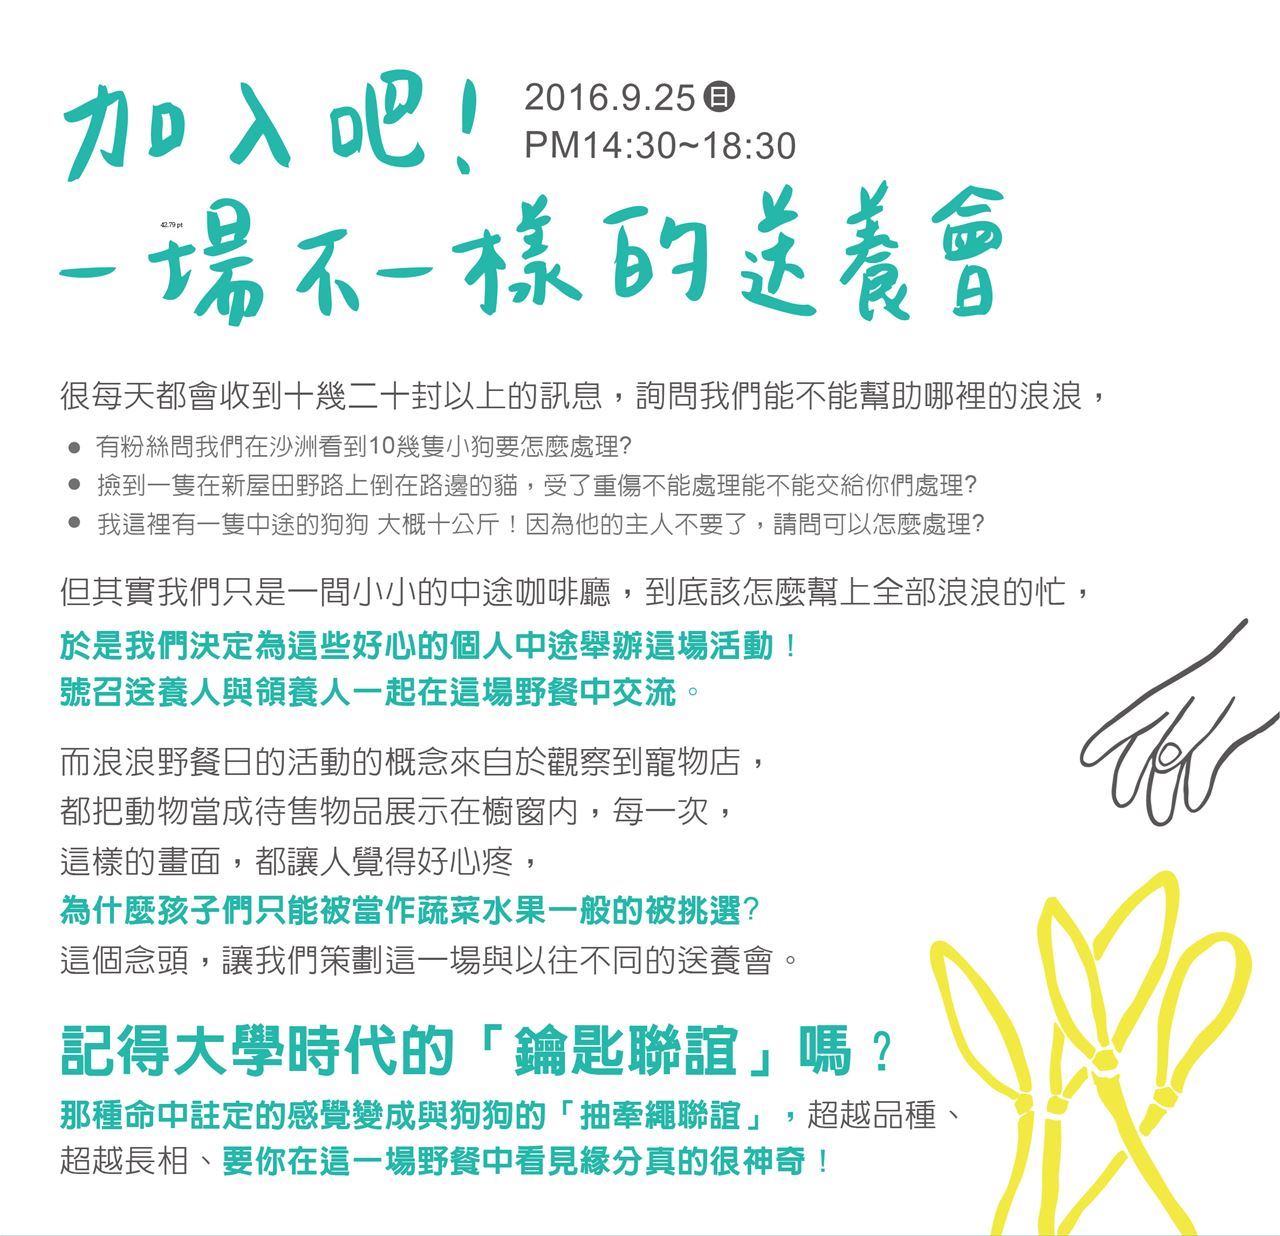 加入吧！
2016.9.25 日
PM14:30~18:30
42.79 pt
一場不一樣的送養會
很每天都會收到十幾二十封以上的訊息，詢問我們能不能幫助哪裡的浪浪，
● 有粉絲問我們在沙洲看到10幾隻小狗要怎麼處理?
● 撿到一隻在新屋田野路上倒在路邊的貓，受了重傷不能處理能不能交給你們處理?
● 我這裡有一隻中途的狗狗 大概十公斤！因為他的主人不要了，請問可以怎麼處理?
但其實我們只是一間小小的中途咖啡廳，到底該怎麼幫上全部浪浪的忙，
於是我們決定為這些好心的個人中途舉辦這場活動！
號召送養人與領養人一起在這場野餐中交流。
而浪浪野餐日的活動的概念來自於觀察到寵物店，
都把動物當成待售物品展示在櫥窗内，每一次，
這樣的畫面，都讓人覺得好心疼，
為什麼孩子們只能被當作蔬菜水果一般的被挑選?
這個念頭，讓我們策劃這一場與以往不同的送養會。
記得大學時代的「鑰匙聯誼」嗎？
那種命中註定的感覺變成與狗狗的「抽牽繩聯誼」，超越品種、
超越長相、要你在這一場野餐中看見緣分真的很神奇！